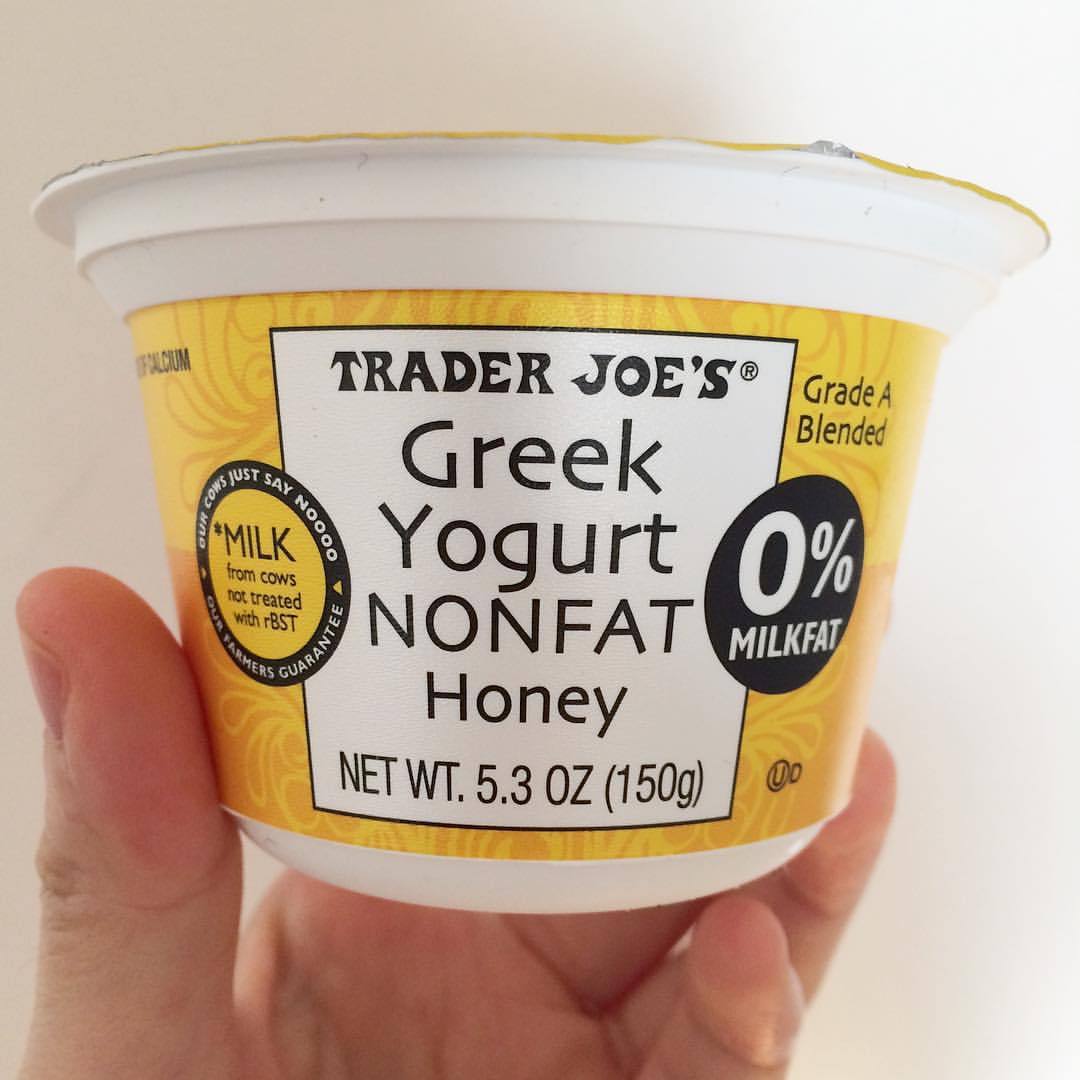 CALCIUM
TRADER JOE'S®
Greek
Yogurt
NONFAT
Honey
NET WT. 5.3 OZ (150g)
OUR COWS JUST SAY NOOOO
*MILK
from cows
not treated
with rBST
OUR FARMERS GUARANTEE
Grade A
Blended
0%
MILKFAT
U D